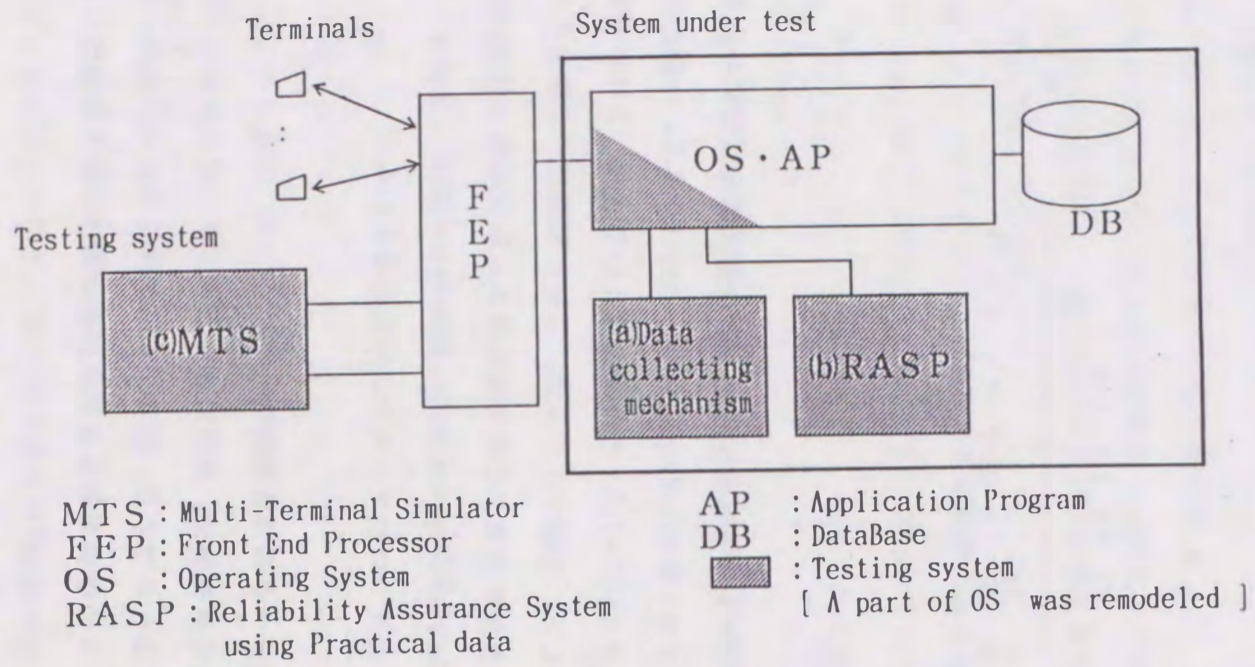 Terminals
System under test
:
OS・AP
FEP
DB
Testing system
(c)MTS
(a)Data
collecting
mechanism
(b)RASP
MTS : Multi-Terminal Simulator
FEP : Front End Processor
OS : Operating System
RASP : Reliability Assurance System
using Practical data
AP : Application Program
DB : DataBase
: Testing system
[ A part of OS was remodeled ]